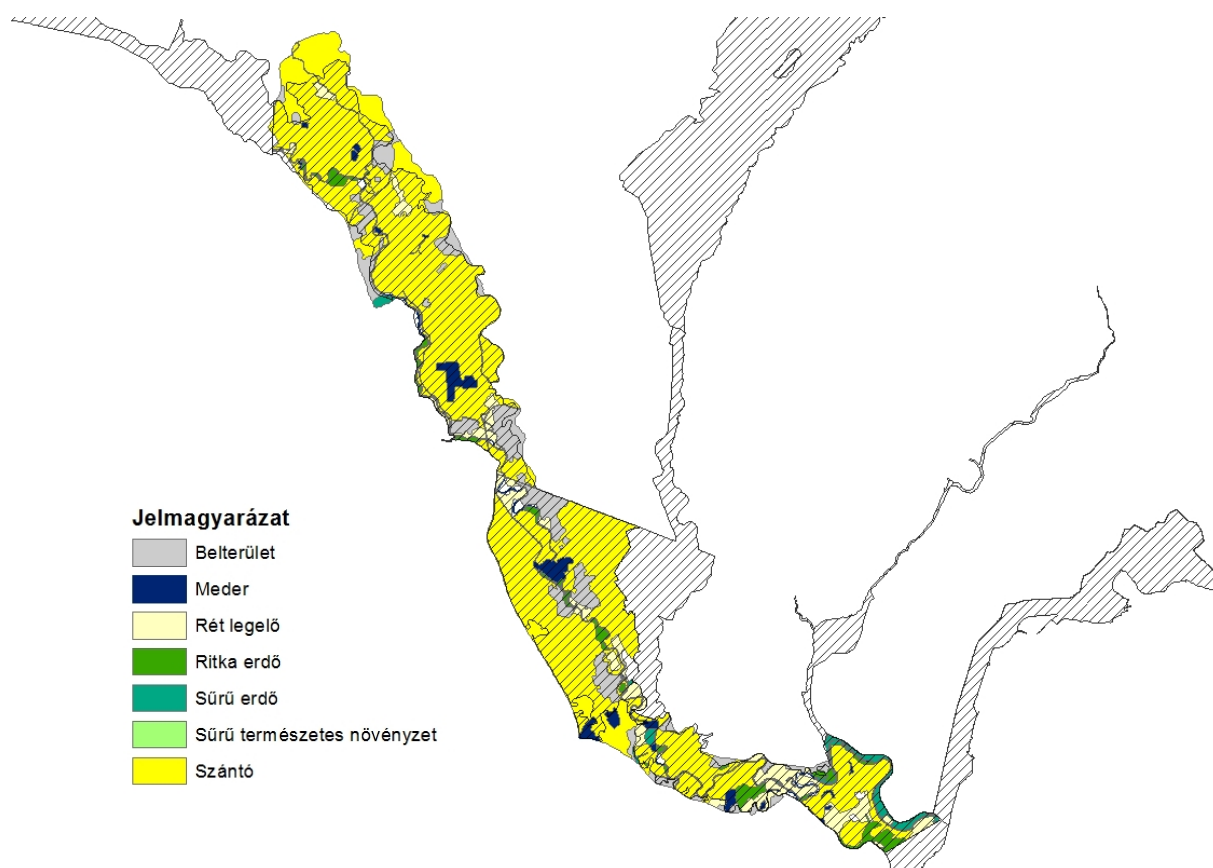 Jelmagyarázat
Belterület
Meder
Rét legelő
Ritka erdő
Sűrű erdő
Sűrű természetes növényzet
Szántó